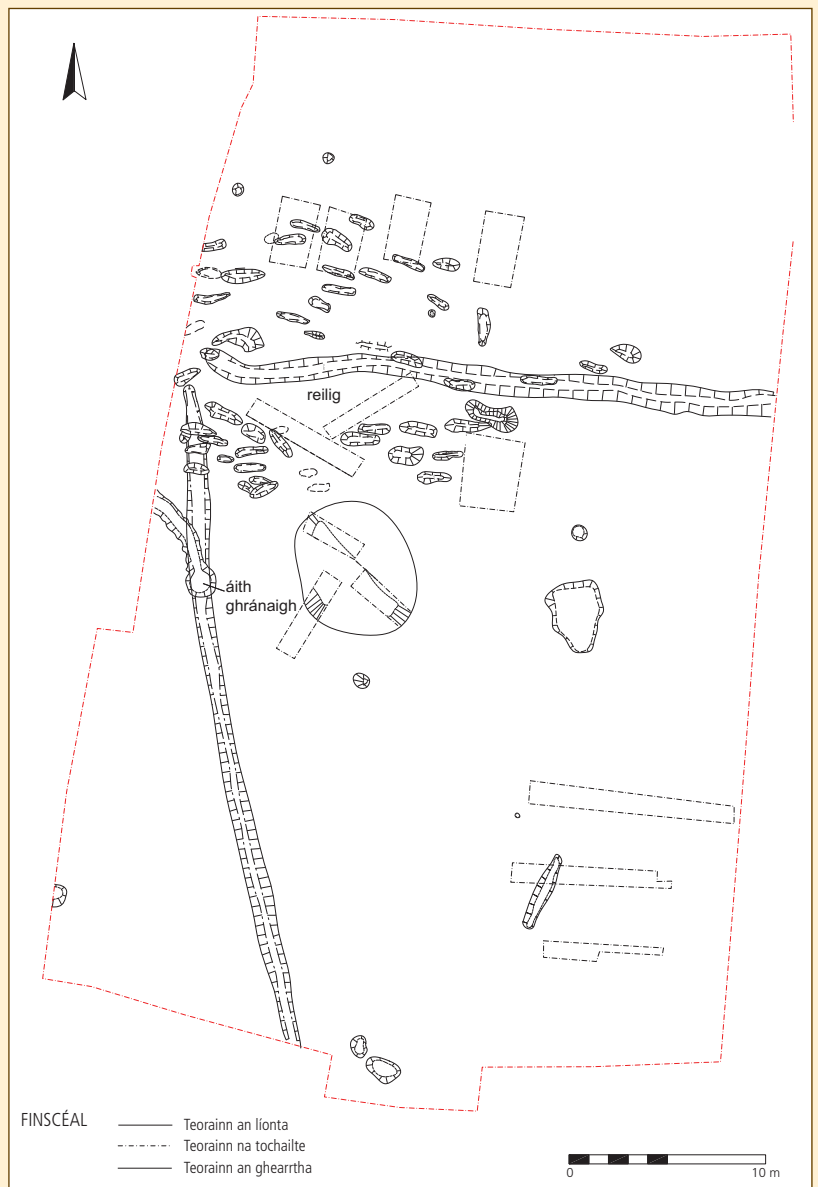 reilig
áith
ghránaigh
FINSCÉAL
Teorainn an líonta
Teorainn na tochailte
Teorainn an ghearrtha
0 10 m